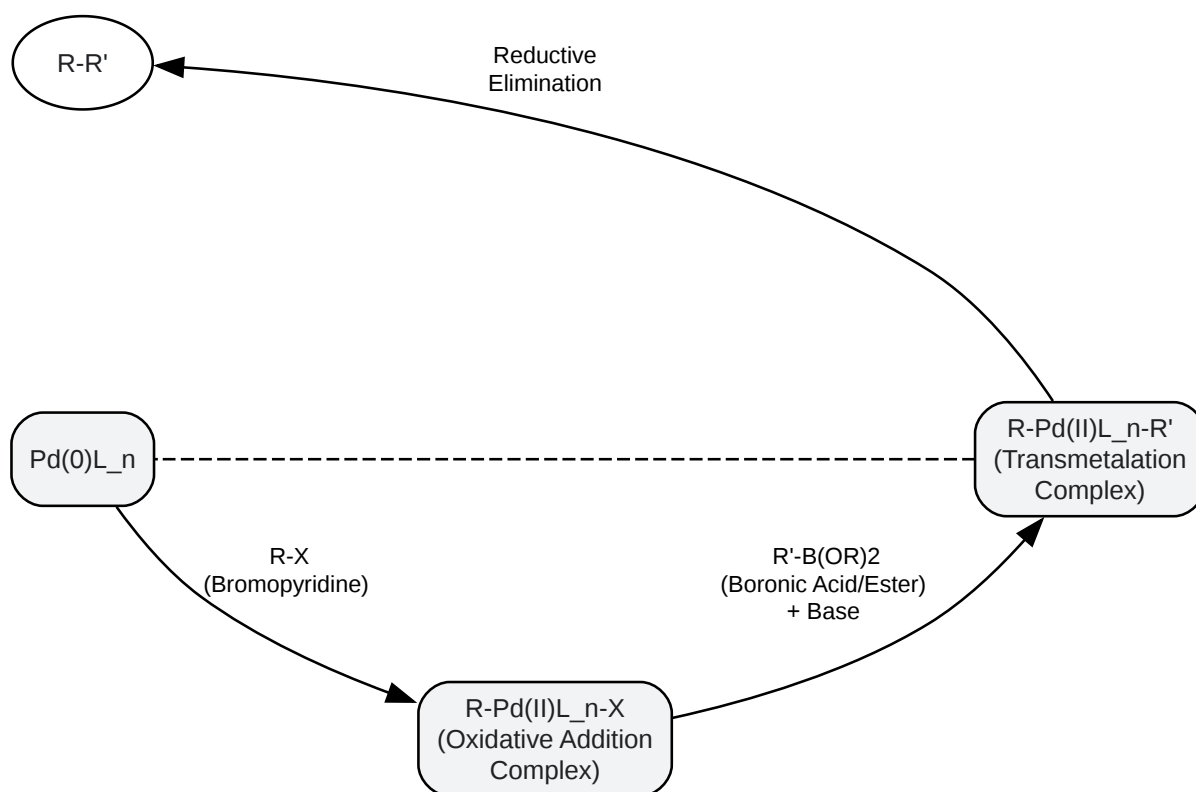 R-R'
Reductive
Elimination
Pd(0)L_n
R-Pd(II)L_n-R'
(Transmetalation
Complex)
R-X
(Bromopyridine)
R'-B(OR)2
(Boronic Acid/Ester)
+ Base
R-Pd(II)L_n-X
(Oxidative Addition
Complex)